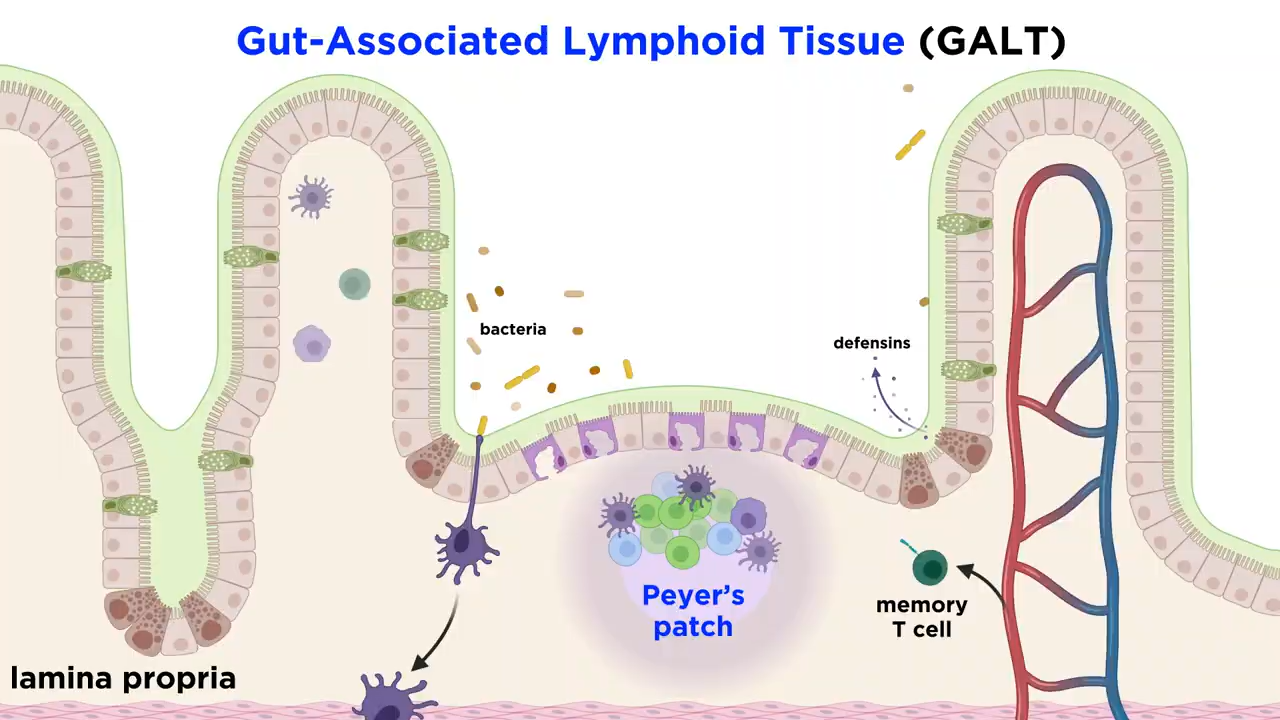 Gut-Associated Lymphoid Tissue (GALT)
bacteria
defensins
Peyer's
patch
memory
T cell
lamina propria